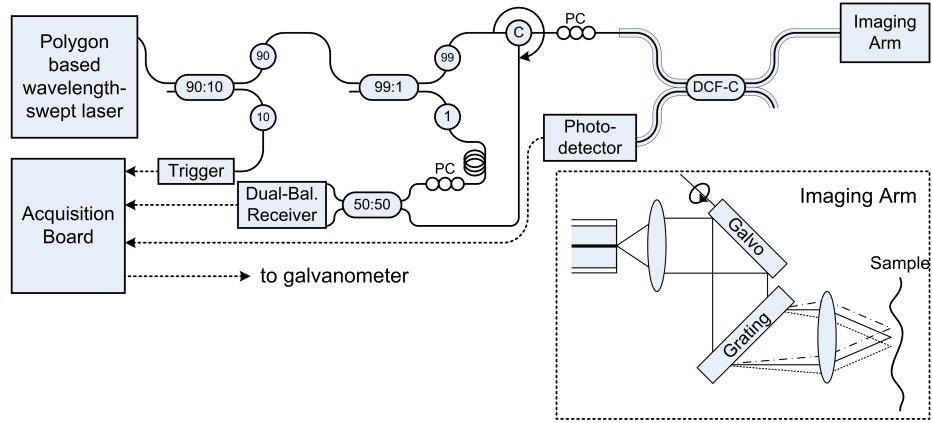 Polygon
based
wavelength-
swept laser
90:10
90
10
99:1
99
1
C
PC
DCF-C
Imaging
Arm
Photo-
detector
Trigger
PC
Dual-Bal.
Receiver
50:50
Acquisition
Board
to galvanometer
Imaging Arm
Galvo
Grating
Sample